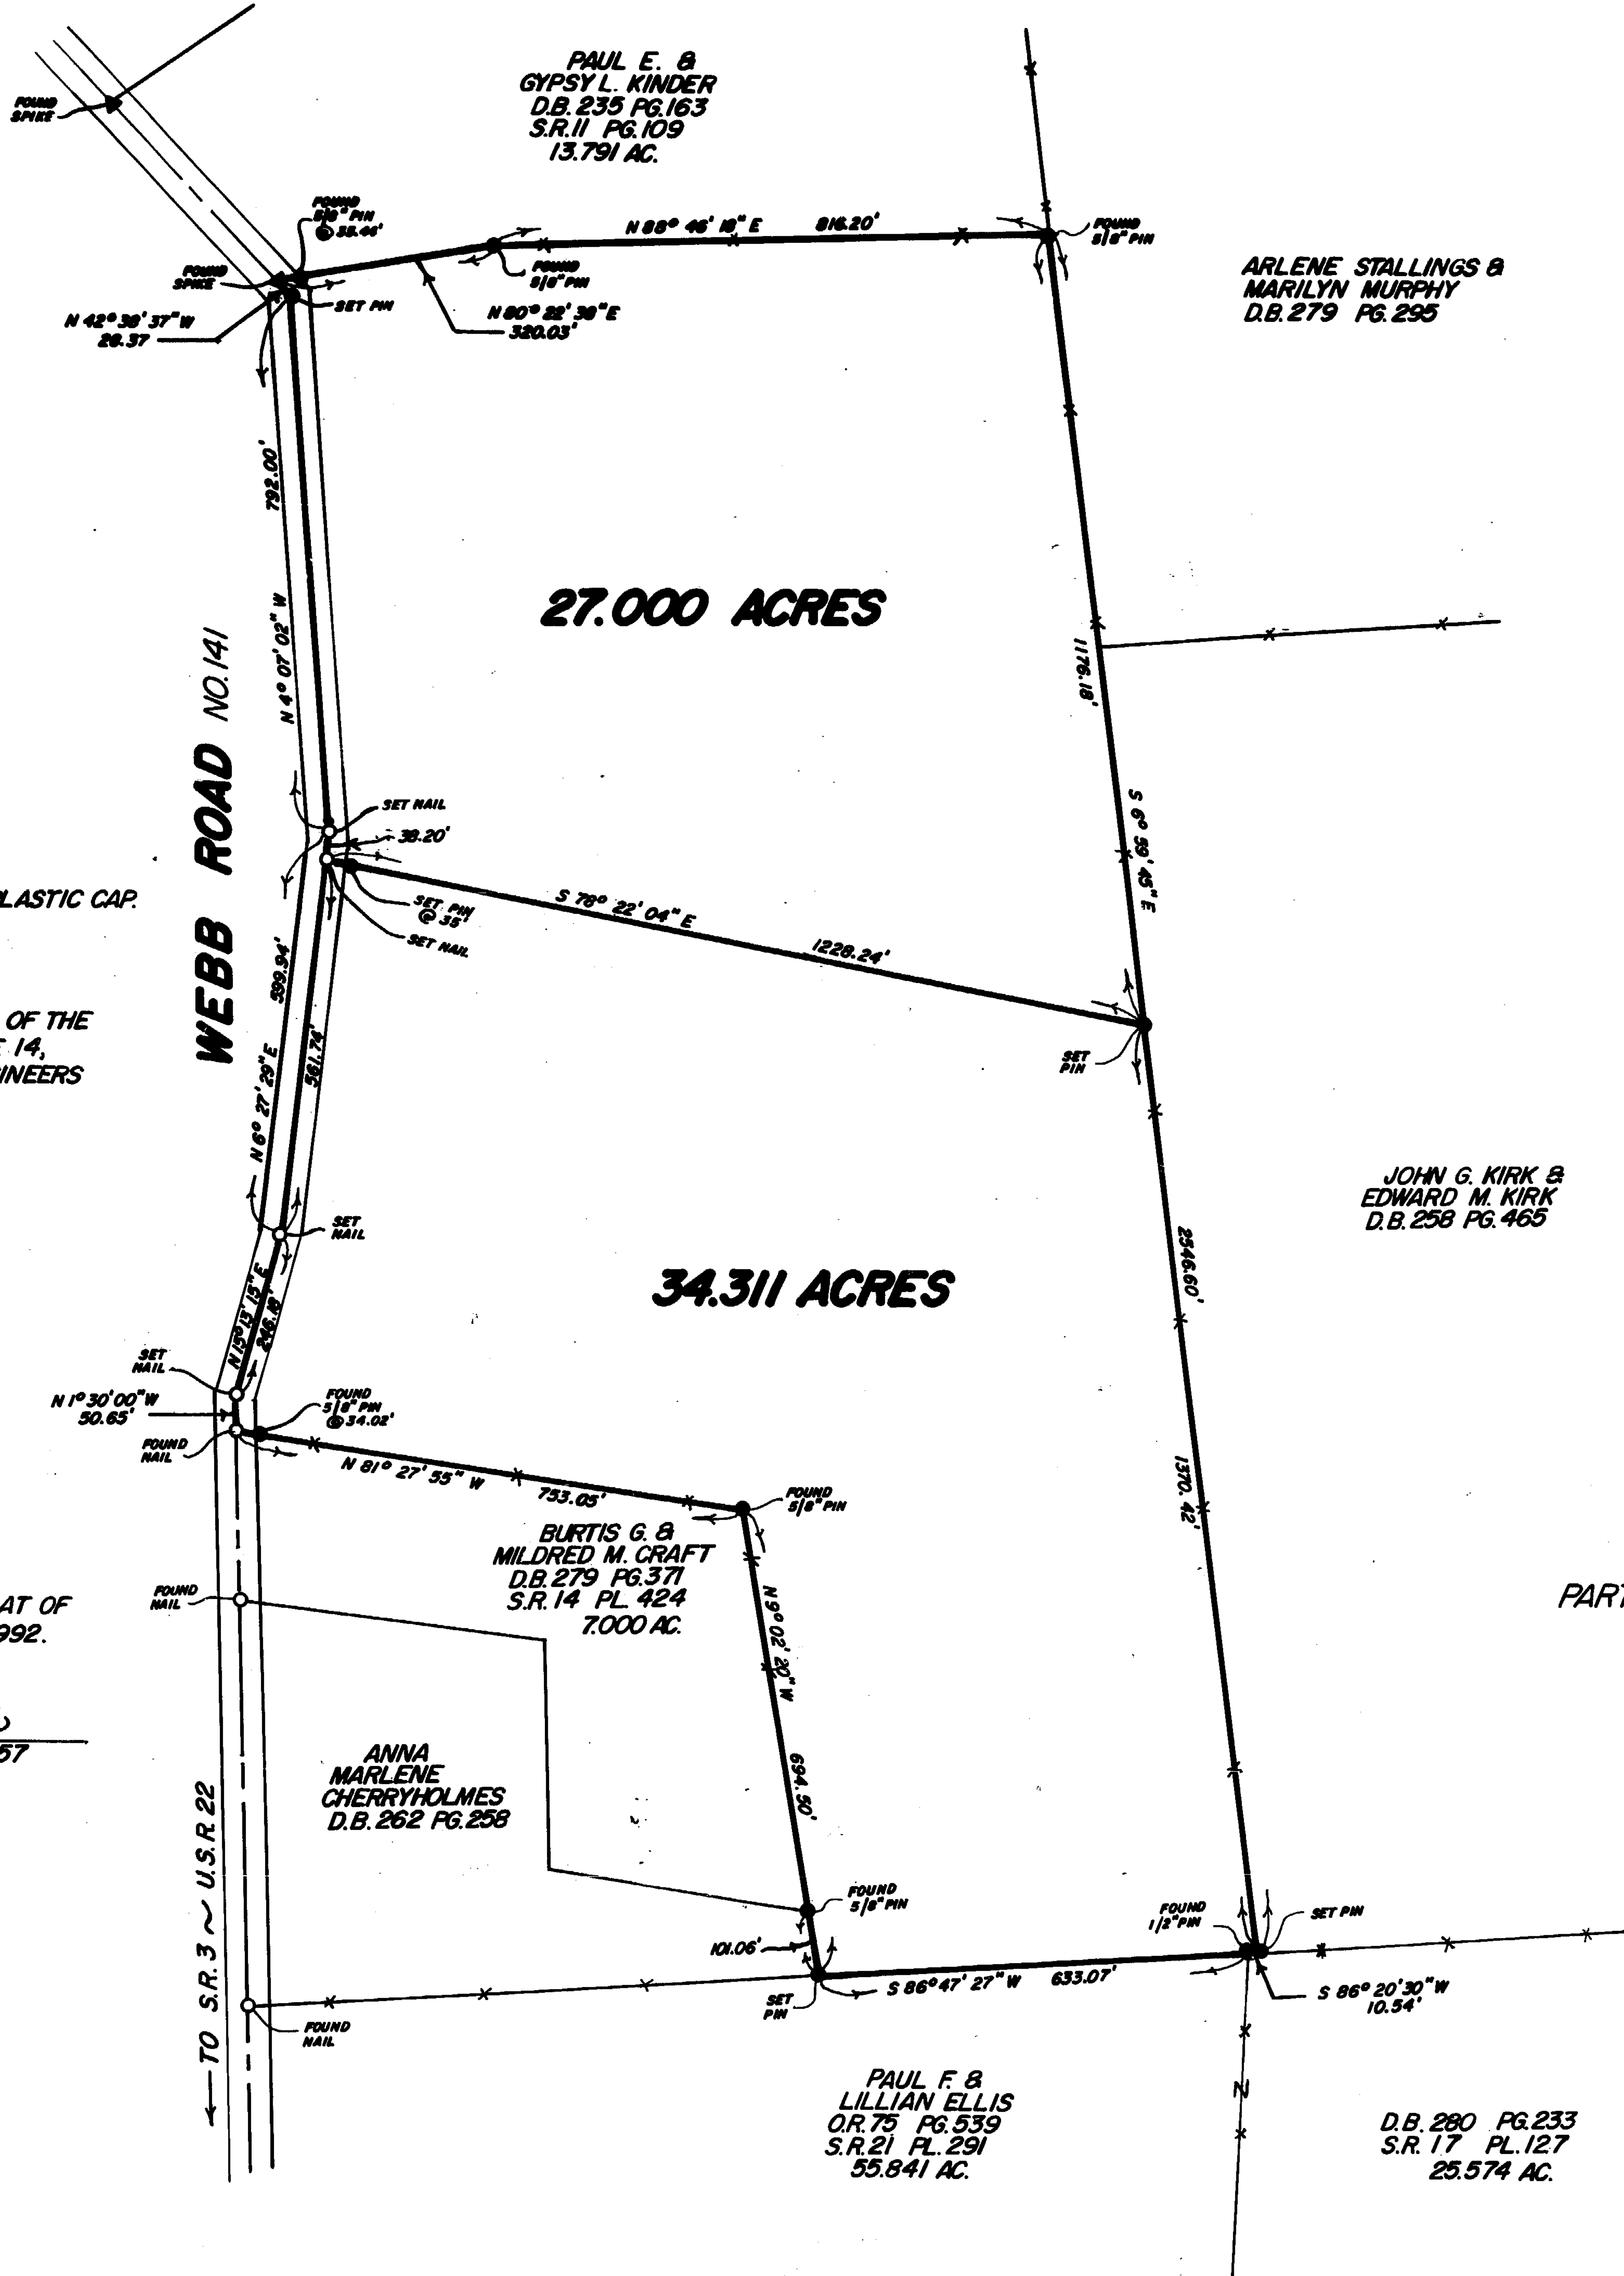 PAUL E. &
GYPSY L. KINDER
D.B. 235 PG. 163
S.R. 11 PG. 109
13.791 AC.
FOUND
SPIKE
FOUND
5/8" PIN
@ 35.46'
N 88° 46' 18" E 816.20'
FOUND
5/8" PIN
FOUND
SPIKE
FOUND
5/8" PIN
SET PIN
N 42° 38' 37" W
26.37
N 80° 22' 38" E
320.03'
ARLENE STALLINGS &
MARILYN MURPHY
D.B. 279 PG. 295
792.00'
N 4° 07' 02" W
27.000 ACRES
1176.18'
S 6° 59' 45" E
WEBB ROAD NO. 141
SET NAIL
38.20'
SET PIN
@ 35'
SET NAIL
S 78° 22' 04" E 1228.24'
LASTIC CAP.
OF THE
14,
INEERS
599.94'
N 6° 27' 29" E
561.74'
SET
PIN
SET
NAIL
JOHN G. KIRK &
EDWARD M. KIRK
D.B. 258 PG. 465
2546.60'
34.311 ACRES
N 15° 13' 15" E
246.18'
SET
NAIL
N 1° 30' 00" W
50.65'
FOUND
NAIL
FOUND
5/8" PIN
@ 34.02'
N 81° 27' 55" W 753.05'
FOUND
5/8" PIN
1370.42'
BURTIS G. &
MILDRED M. CRAFT
D.B. 279 PG. 371
S.R. 14 PL. 424
7.000 AC.
FOUND
NAIL
AT OF
992.
PART
N 9° 02' 20" W
694.50'
57
ANNA
MARLENE
CHERRYHOLMES
D.B. 262 PG. 258
TO S.R. 3 ~ U.S.R. 22
FOUND
5/8" PIN
101.06'
FOUND
1/2" PIN
SET PIN
S 86° 47' 27" W 633.07'
S 86° 20' 30" W
10.54'
SET
PIN
FOUND
NAIL
PAUL F. &
LILLIAN ELLIS
O.R. 75 PG. 539
S.R. 21 PL. 291
55.841 AC.
D.B. 280 PG. 233
S.R. 17 PL. 127
25.574 AC.